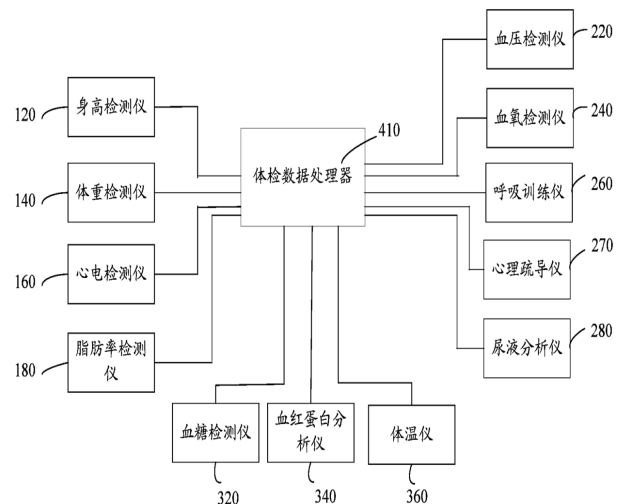 血压检测仪
220
身高检测仪
120
血氧检测仪
240
410
体检数据处理器
体重检测仪
140
呼吸训练仪
260
心电检测仪
160
心理疏导仪
270
脂肪率检测
仪
180
尿液分析仪
280
血糖检测仪
320
血红蛋白分
析仪
340
体温仪
360